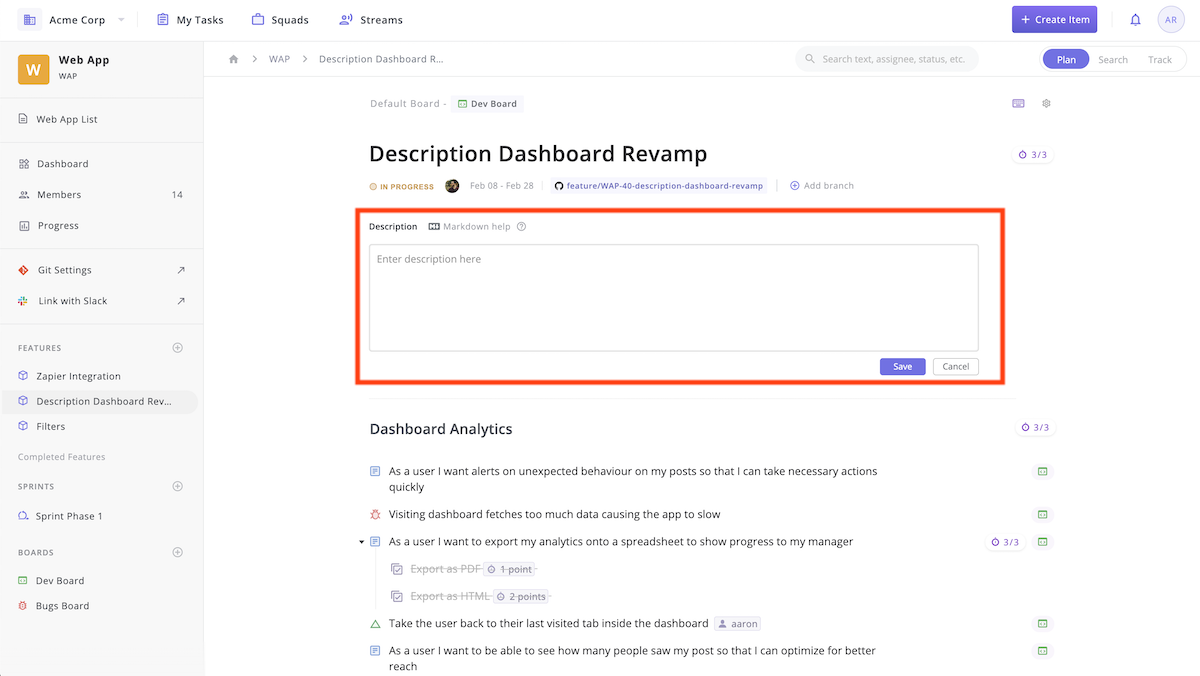 Acme Corp
My Tasks
Squads
Streams
+ Create Item
AR
W
Web App
WAP
WAP
Description Dashboard R...
Search text, assignee, status, etc.
Plan
Search
Track
Web App List
Dashboard
Members
14
Progress
Git Settings
Link with Slack
FEATURES
Zapier Integration
Description Dashboard Rev...
Filters
Completed Features
SPRINTS
Sprint Phase 1
BOARDS
Dev Board
Bugs Board
Default Board -
Dev Board
Description Dashboard Revamp
3/3
IN PROGRESS
Feb 08 - Feb 28
feature/WAP-40-description-dashboard-revamp
Add branch
Description
Markdown help
Enter description here
Save
Cancel
Dashboard Analytics
3/3
As a user I want alerts on unexpected behaviour on my posts so that I can take necessary actions
quickly
Visiting dashboard fetches too much data causing the app to slow
As a user I want to export my analytics onto a spreadsheet to show progress to my manager
3/3
Export as PDF
1 point
Export as HTML
2 points
Take the user back to their last visited tab inside the dashboard
aaron
As a user I want to be able to see how many people saw my post so that I can optimize for better
reach